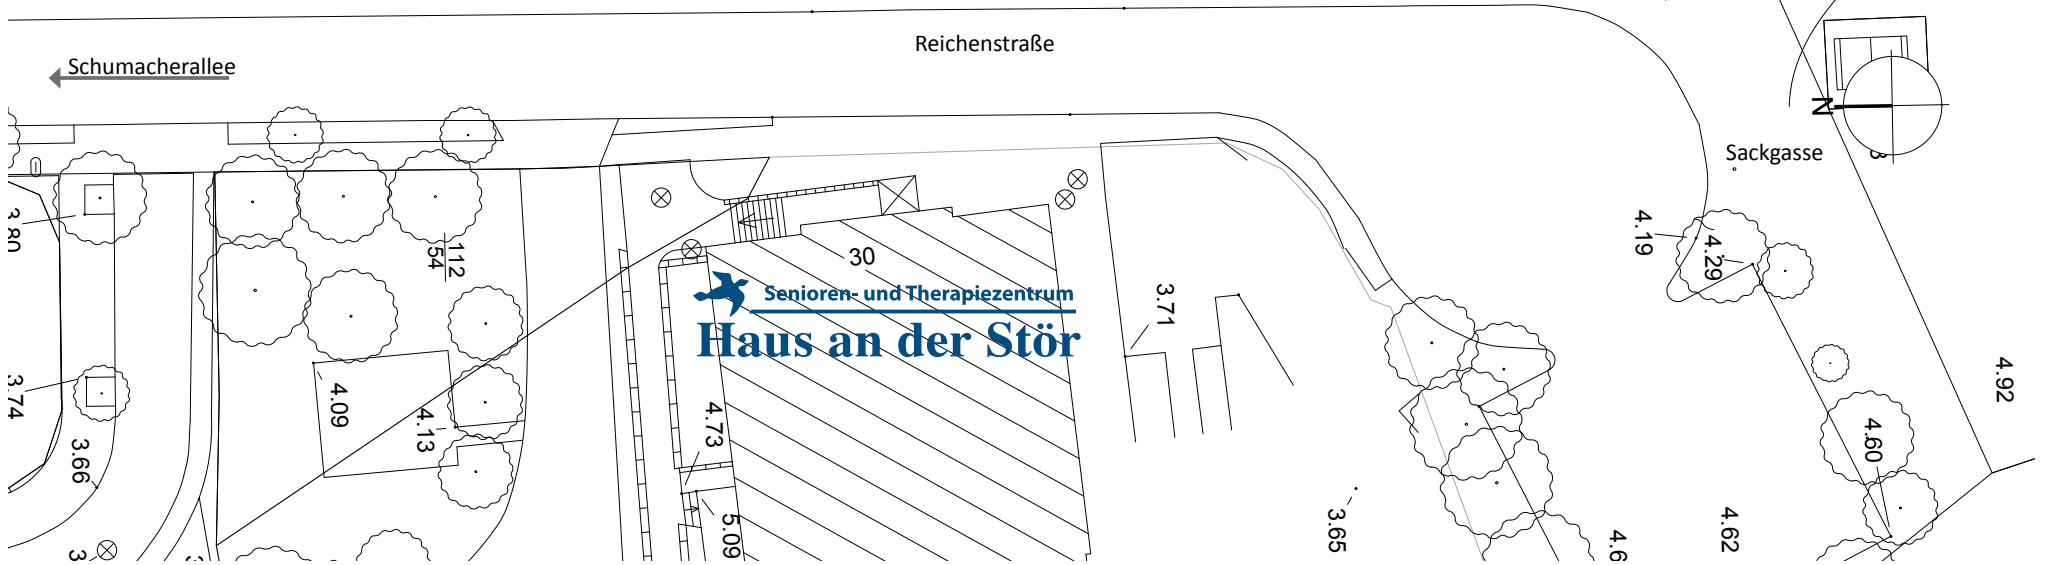 Reichenstraße
Schumacherallee
N
Sackgasse
3.80
112
54
30
4.19
4.29
Senioren- und Therapiezentrum
Haus an der Stör
3.71
3.74
4.09
4.13
4.73
4.92
3.66
4.60
5.09
3.65
4.62